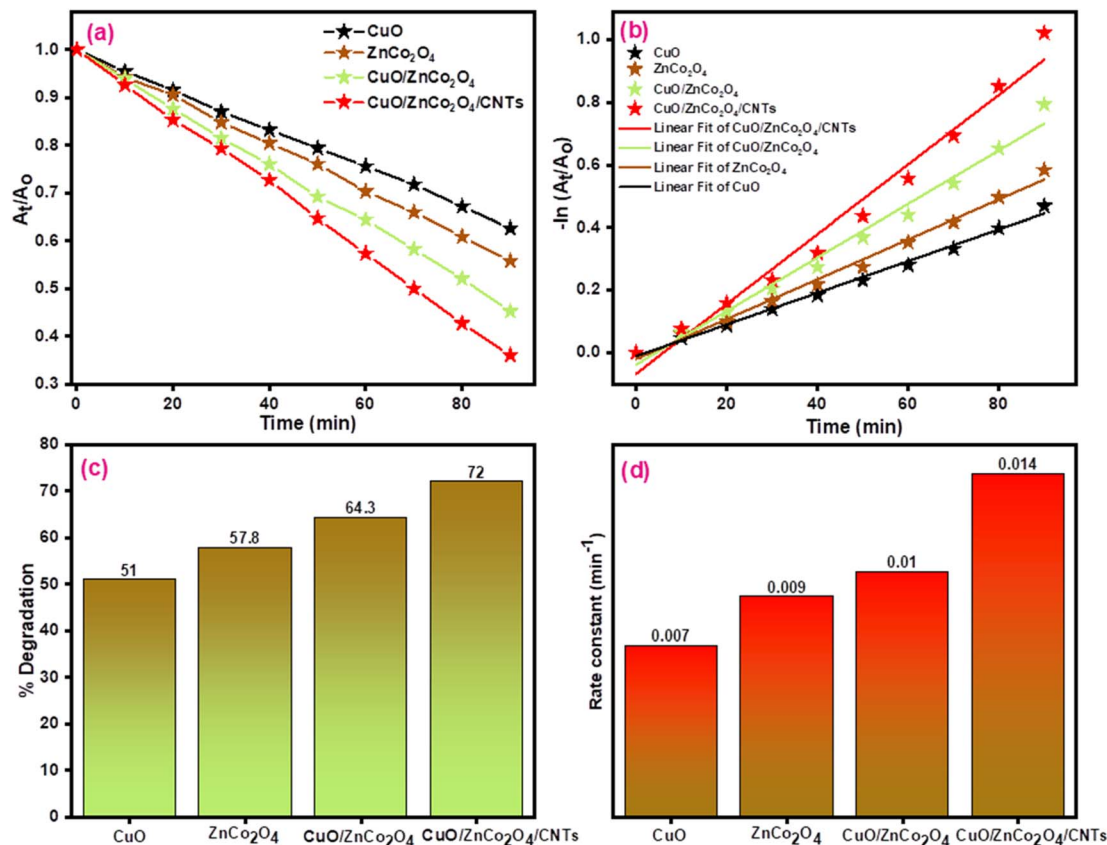 (a)
CuO
ZnCo₂O₄
CuO/ZnCo₂O₄
CuO/ZnCo₂O₄/CNTs
1.0
0.9
0.8
0.7
0.6
0.5
0.4
0.3
Aₜ/Aₒ
0 20 40 60 80
Time (min)
(b)
CuO
ZnCo₂O₄
CuO/ZnCo₂O₄
CuO/ZnCo₂O₄/CNTs
Linear Fit of CuO/ZnCo₂O₄/CNTs
Linear Fit of CuO/ZnCo₂O₄
Linear Fit of ZnCo₂O₄
Linear Fit of CuO
1.0
0.8
0.6
0.4
0.2
0.0
-ln (Aₜ/Aₒ)
0 20 40 60 80
Time (min)
(c)
80
70
60
50
40
30
20
10
0
% Degradation
51
57.8
64.3
72
CuO ZnCo₂O₄ CuO/ZnCo₂O₄ CuO/ZnCo₂O₄/CNTs
(d)
Rate constant (min⁻¹)
0.007
0.009
0.01
0.014
CuO ZnCo₂O₄ CuO/ZnCo₂O₄ CuO/ZnCo₂O₄/CNTs